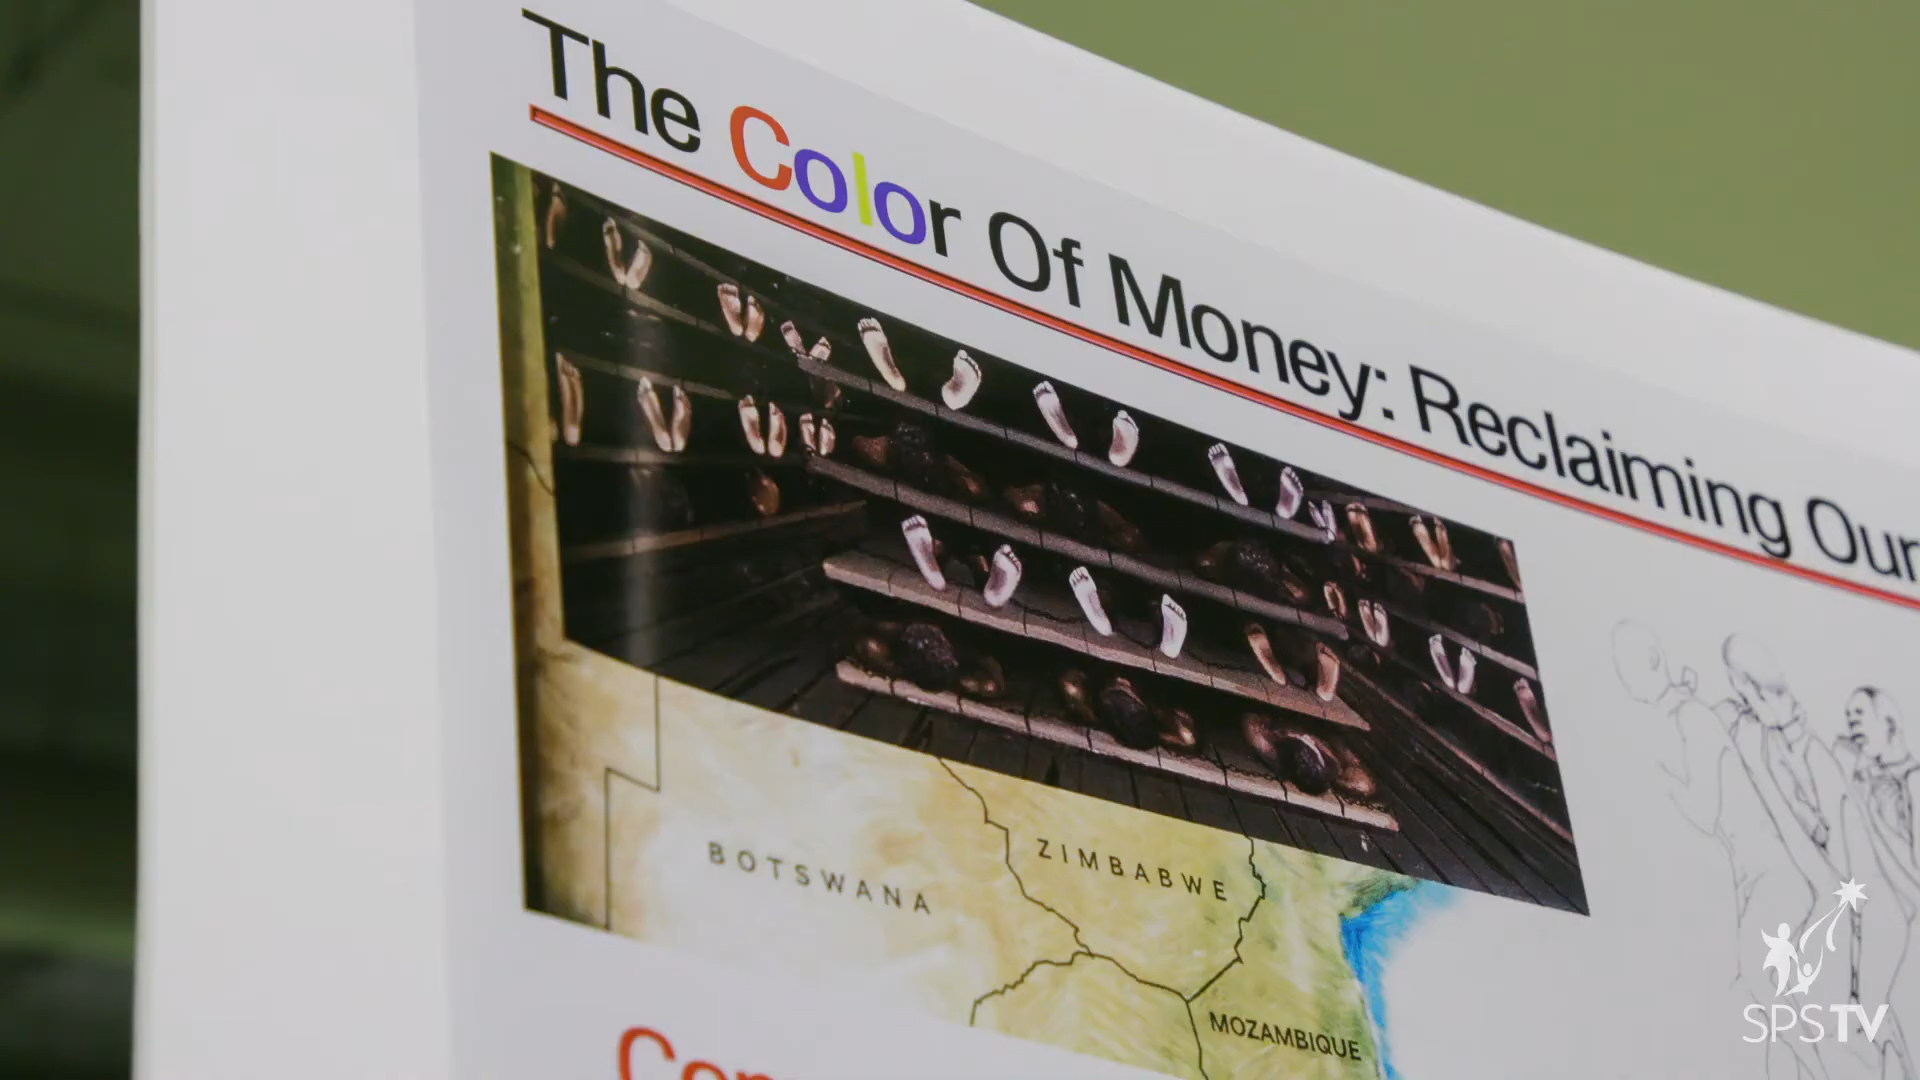 The Color Of Money: Reclaiming Our
BOTSWANA
ZIMBABWE
MOZAMBIQUE
SPSTV